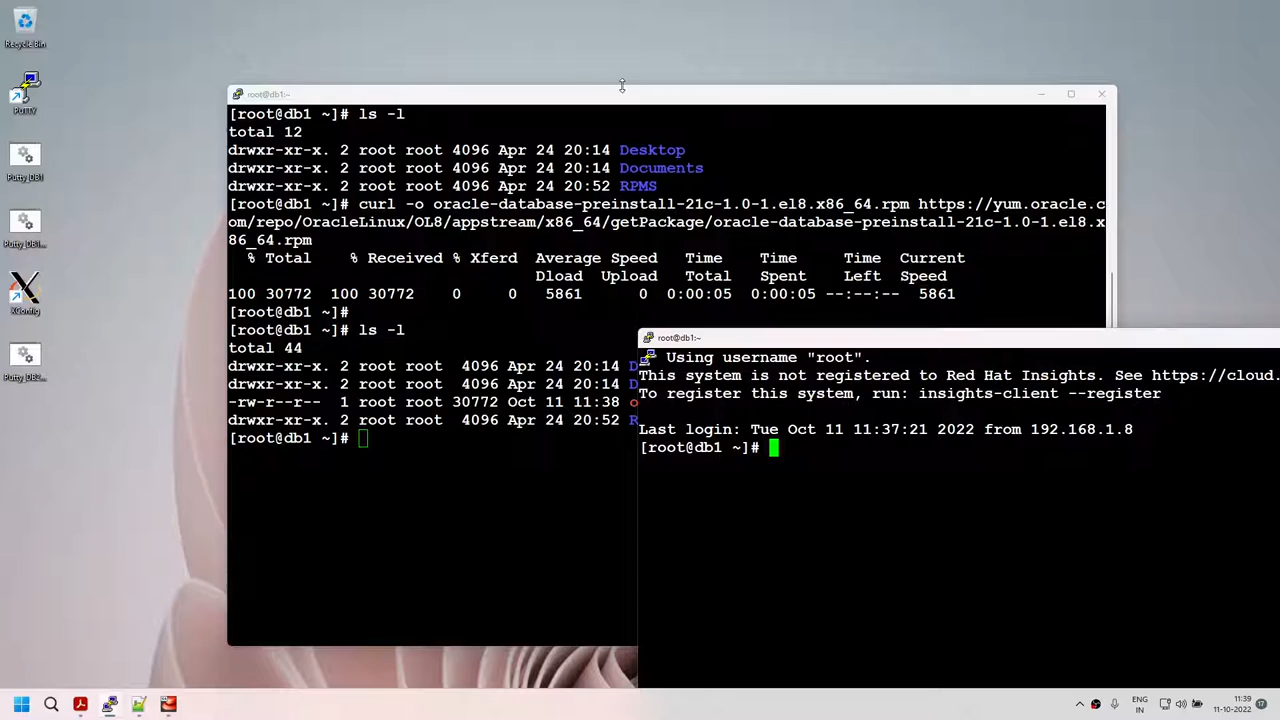 Recycle Bin
PuTTY
Putty_DB1
Putty_DB1...
XConfig
Putty_DB2...
root@db1:~
[root@db1 ~]# ls -l
total 12
drwxr-xr-x. 2 root root 4096 Apr 24 20:14 Desktop
drwxr-xr-x. 2 root root 4096 Apr 24 20:14 Documents
drwxr-xr-x. 2 root root 4096 Apr 24 20:52 RPMS
[root@db1 ~]# curl -o oracle-database-preinstall-21c-1.0-1.el8.x86_64.rpm https://yum.oracle.c
om/repo/OracleLinux/OL8/appstream/x86_64/getPackage/oracle-database-preinstall-21c-1.0-1.el8.x
86_64.rpm
% Total % Received % Xferd Average Speed Time Time Time Current
Dload Upload Total Spent Left Speed
100 30772 100 30772 0 0 5861 0 0:00:05 0:00:05 --:--:-- 5861
[root@db1 ~]#
[root@db1 ~]# ls -l
total 44
drwxr-xr-x. 2 root root 4096 Apr 24 20:14 D
drwxr-xr-x. 2 root root 4096 Apr 24 20:14 D
-rw-r--r-- 1 root root 30772 Oct 11 11:38 o
drwxr-xr-x. 2 root root 4096 Apr 24 20:52 R
[root@db1 ~]#
root@db1:~
Using username "root".
This system is not registered to Red Hat Insights. See https://cloud.
To register this system, run: insights-client --register
Last login: Tue Oct 11 11:37:21 2022 from 192.168.1.8
[root@db1 ~]#
ENG
IN
11:39
11-10-2022
17